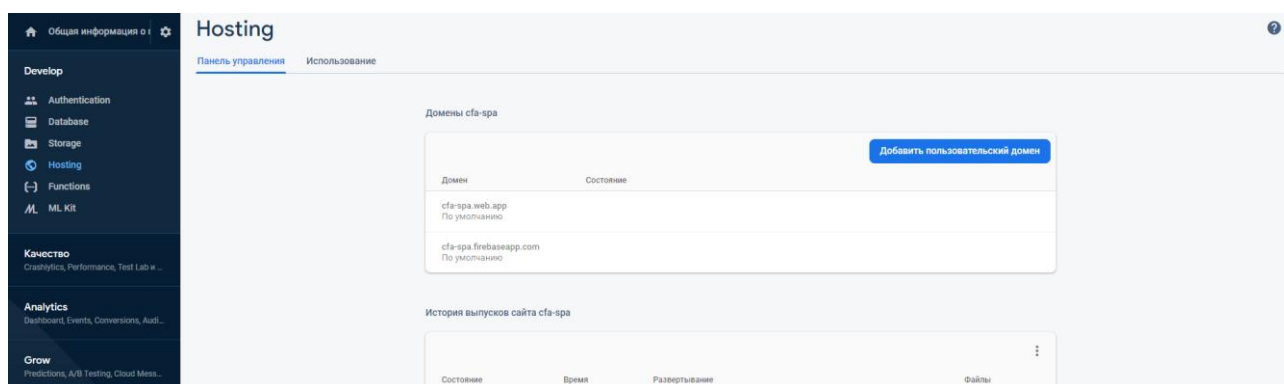 Общая информация о
Hosting
Панель управления Использование
Develop
Authentication
Database
Storage
Hosting
Functions
ML Kit
Качество
Crashlytics, Performance, Test Lab и ...
Analytics
Dashboard, Events, Conversions, Audi...
Grow
Predictions, A/B Testing, Cloud Mess...
Домены cfa-spa
Добавить пользовательский домен
Домен Состояние
cfa-spa.web.app
По умолчанию
cfa-spa.firebaseapp.com
По умолчанию
История выпусков сайта cfa-spa
Состояние Время Развертывание Файлы